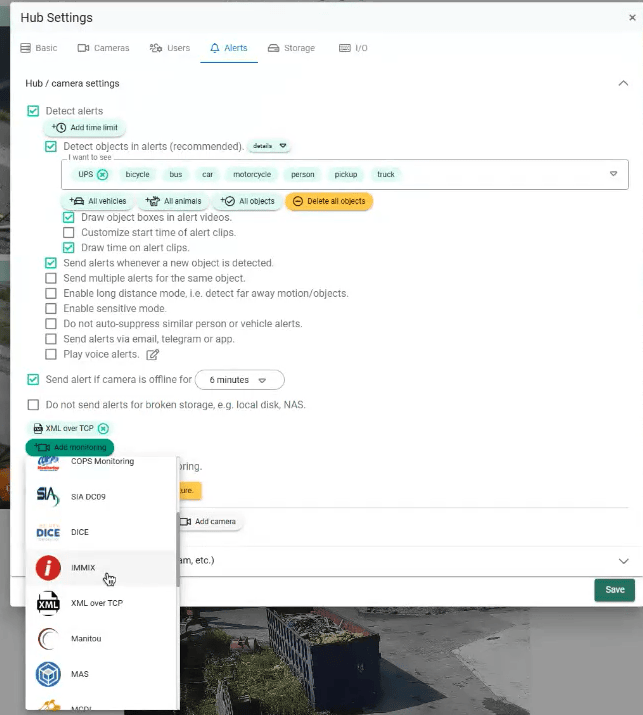 Hub Settings
Basic Cameras Users Alerts Storage I/O
Hub / camera settings
Detect alerts
Add time limit
Detect objects in alerts (recommended). details
I want to see
UPS bicycle bus car motorcycle person pickup truck
All vehicles All animals All objects Delete all objects
Draw object boxes in alert videos.
Customize start time of alert clips.
Draw time on alert clips.
Send alerts whenever a new object is detected.
Send multiple alerts for the same object.
Enable long distance mode, i.e. detect far away motion/objects.
Enable sensitive mode.
Do not auto-suppress similar person or vehicle alerts.
Send alerts via email, telegram or app.
Play voice alerts.
Send alert if camera is offline for 6 minutes
Do not send alerts for broken storage, e.g. local disk, NAS.
XML over TCP
Add monitoring
COPS Monitoring
ring.
SIA SIA DC09
ure.
Add camera
DICE DICE
am, etc.)
i IMMIX
Save
XML XML over TCP
Manitou
MAS